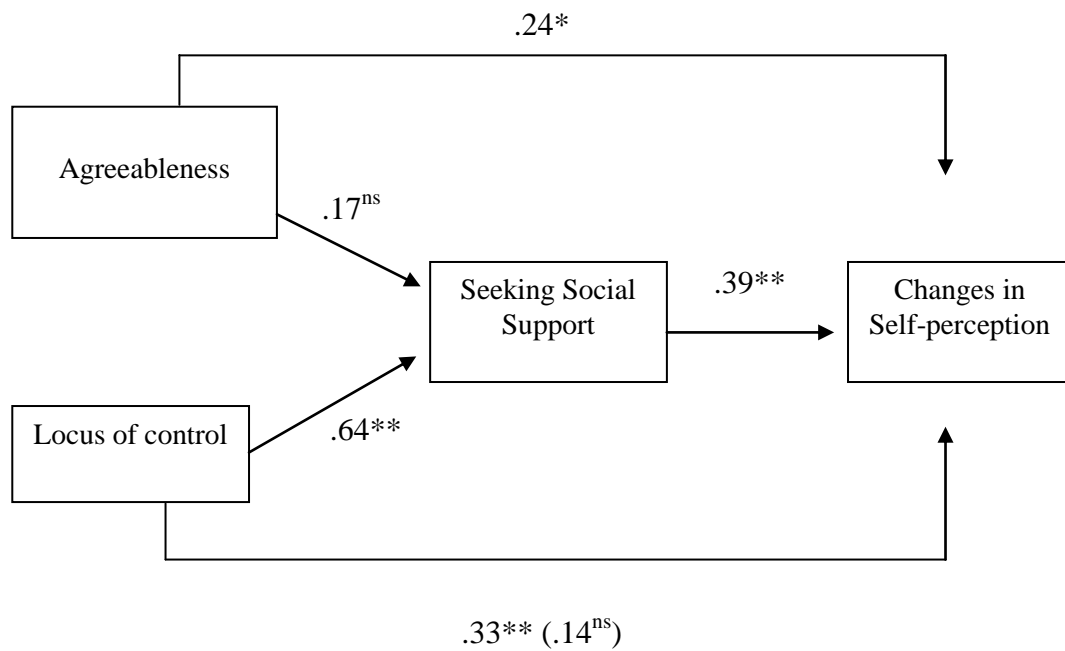 .24*
Agreeableness
.17ns
Seeking Social
Support
.39**
Changes in
Self-perception
Locus of control
.64**
.33** (.14ns)